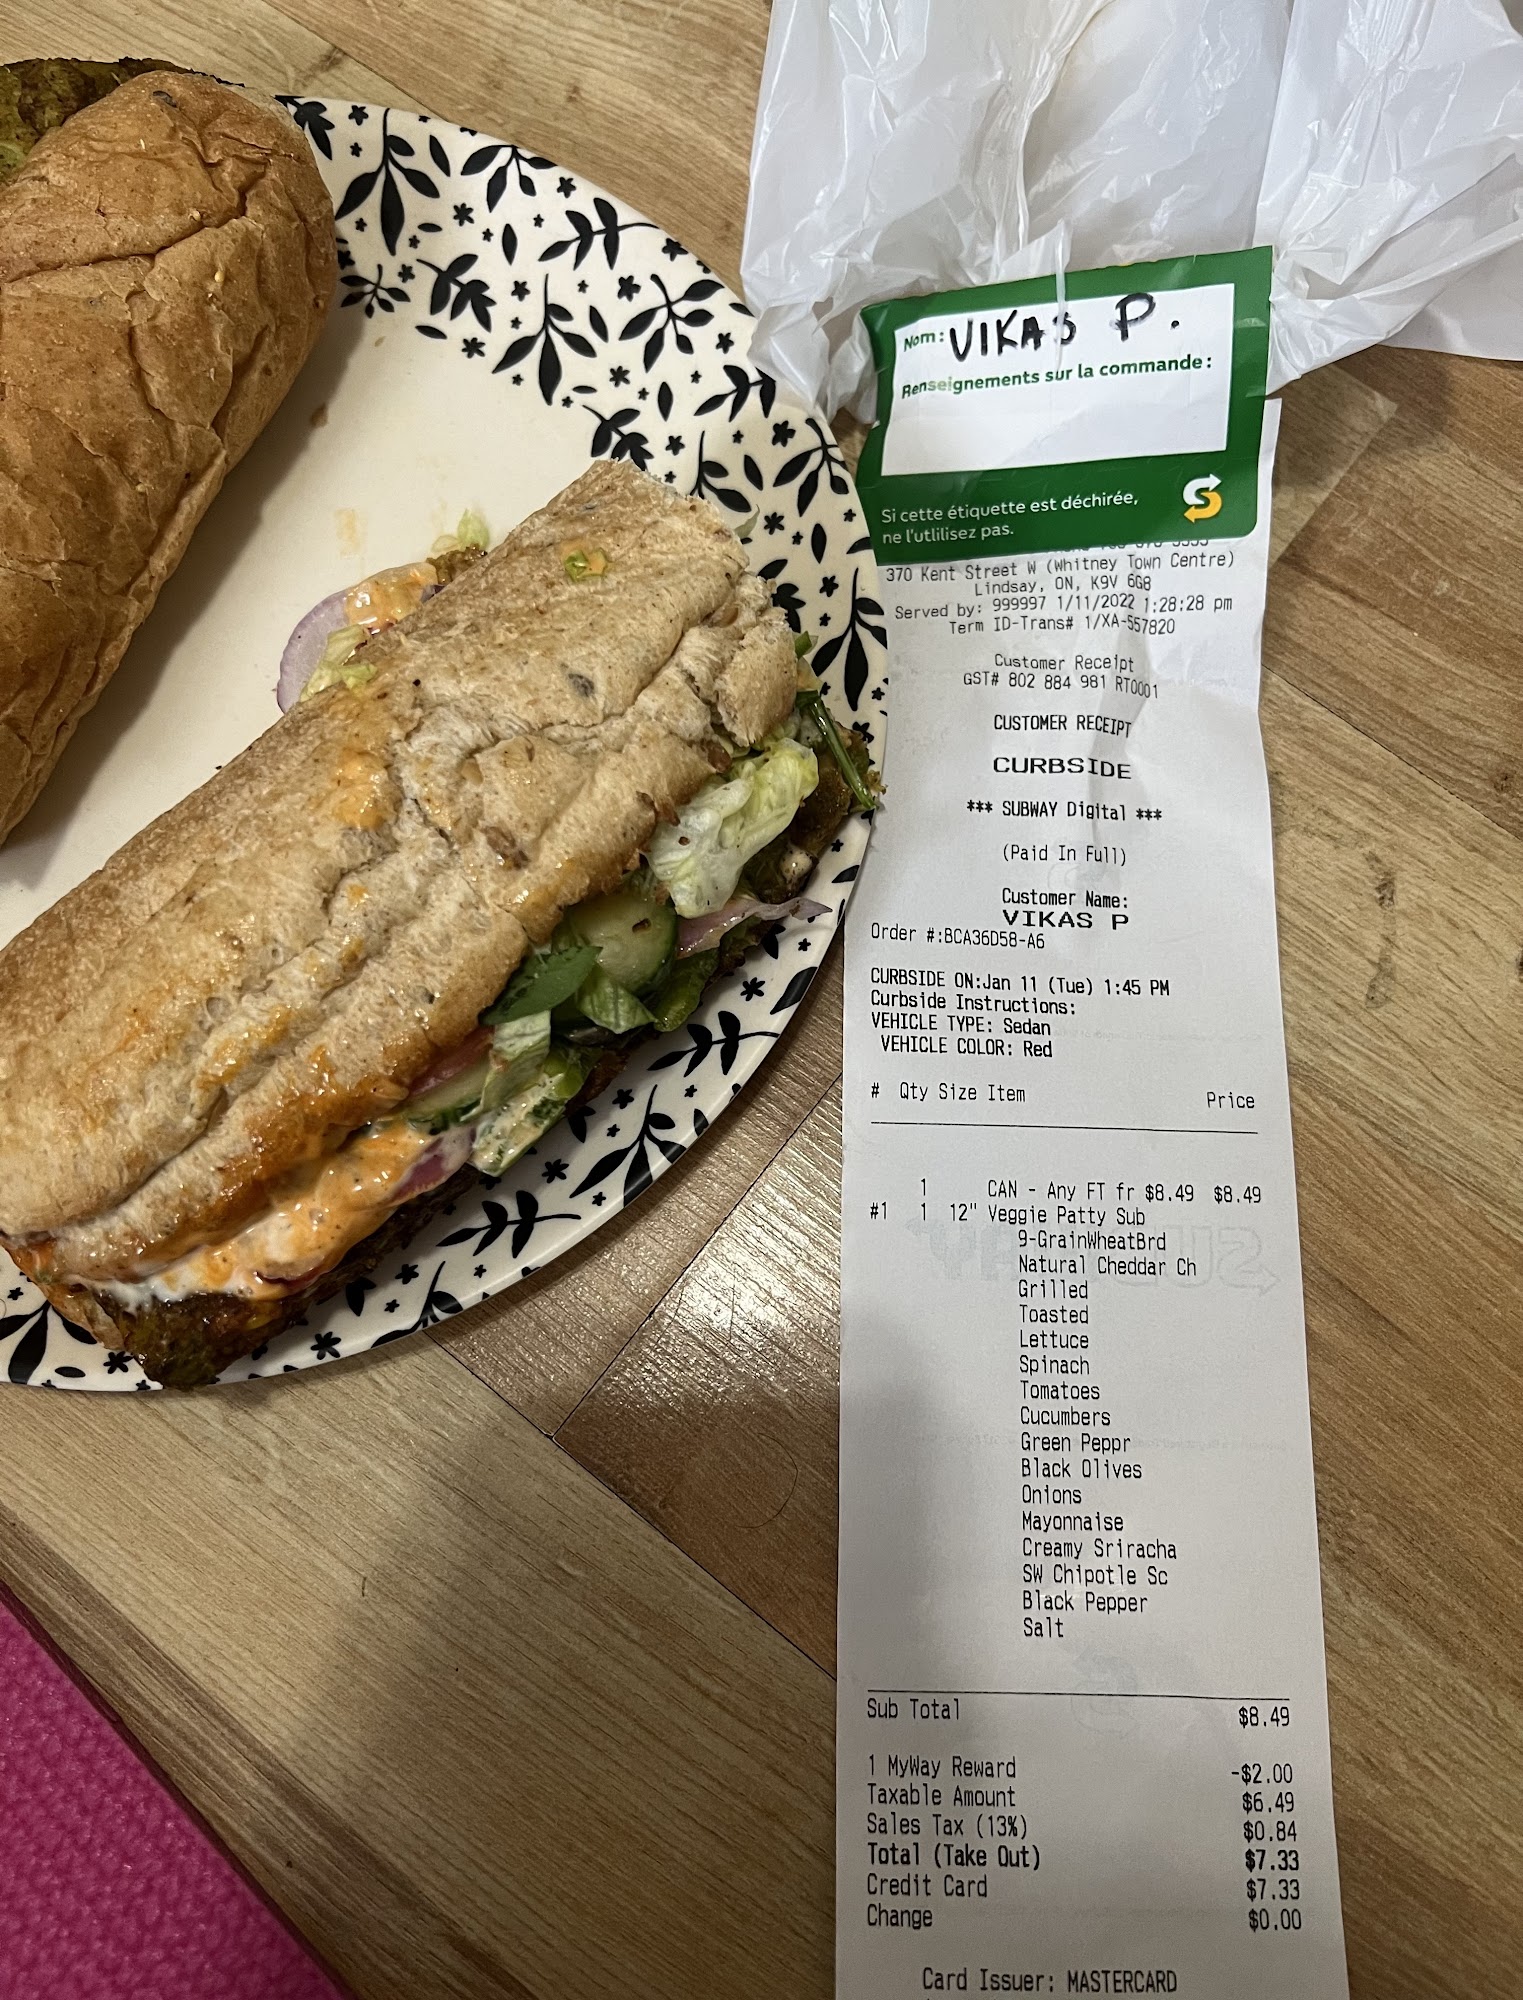 Nom: VIKAS P.
Renseignements sur la commande:
Si cette étiquette est déchirée,
ne l'utlilisez pas.
370 Kent Street W (Whitney Town Centre)
Lindsay, ON, K9V 6G8
Served by: 999997 1/11/2022 1:28:28 pm
Term ID-Trans# 1/XA-557820
Customer Receipt
GST# 802 884 981 RT0001
CUSTOMER RECEIPT
CURBSIDE
*** SUBWAY Digital ***
(Paid In Full)
Customer Name:
VIKAS P
Order #:BCA36D58-A6
CURBSIDE ON:Jan 11 (Tue) 1:45 PM
Curbside Instructions:
VEHICLE TYPE: Sedan
VEHICLE COLOR: Red
# Qty Size Item Price
1 CAN - Any FT fr $8.49 $8.49
#1 1 12" Veggie Patty Sub
9-GrainWheatBrd
Natural Cheddar Ch
Grilled
Toasted
Lettuce
Spinach
Tomatoes
Cucumbers
Green Peppr
Black Olives
Onions
Mayonnaise
Creamy Sriracha
SW Chipotle Sc
Black Pepper
Salt
Sub Total $8.49
1 MyWay Reward -$2.00
Taxable Amount $6.49
Sales Tax (13%) $0.84
Total (Take Out) $7.33
Credit Card $7.33
Change $0.00
Card Issuer: MASTERCARD